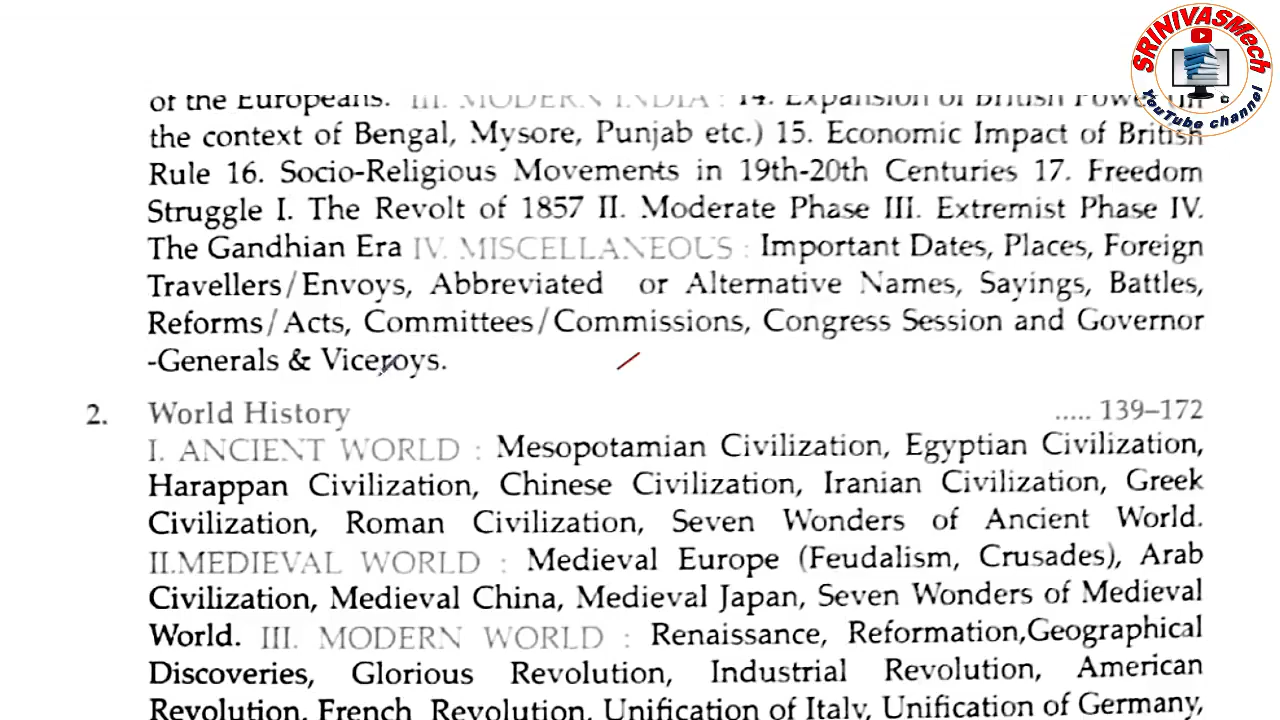 SRINIVASMech
YouTube channel
of the Europeans. III. MODERN INDIA : 14. Expansion of British Power (in
the context of Bengal, Mysore, Punjab etc.) 15. Economic Impact of British
Rule 16. Socio-Religious Movements in 19th-20th Centuries 17. Freedom
Struggle I. The Revolt of 1857 II. Moderate Phase III. Extremist Phase IV.
The Gandhian Era IV. MISCELLANEOUS : Important Dates, Places, Foreign
Travellers/Envoys, Abbreviated or Alternative Names, Sayings, Battles,
Reforms/Acts, Committees/Commissions, Congress Session and Governor
-Generals & Viceroys.
2. World History ..... 139–172
I. ANCIENT WORLD : Mesopotamian Civilization, Egyptian Civilization,
Harappan Civilization, Chinese Civilization, Iranian Civilization, Greek
Civilization, Roman Civilization, Seven Wonders of Ancient World.
II.MEDIEVAL WORLD : Medieval Europe (Feudalism, Crusades), Arab
Civilization, Medieval China, Medieval Japan, Seven Wonders of Medieval
World. III. MODERN WORLD : Renaissance, Reformation,Geographical
Discoveries, Glorious Revolution, Industrial Revolution, American
Revolution, French Revolution, Unification of Italy, Unification of Germany,